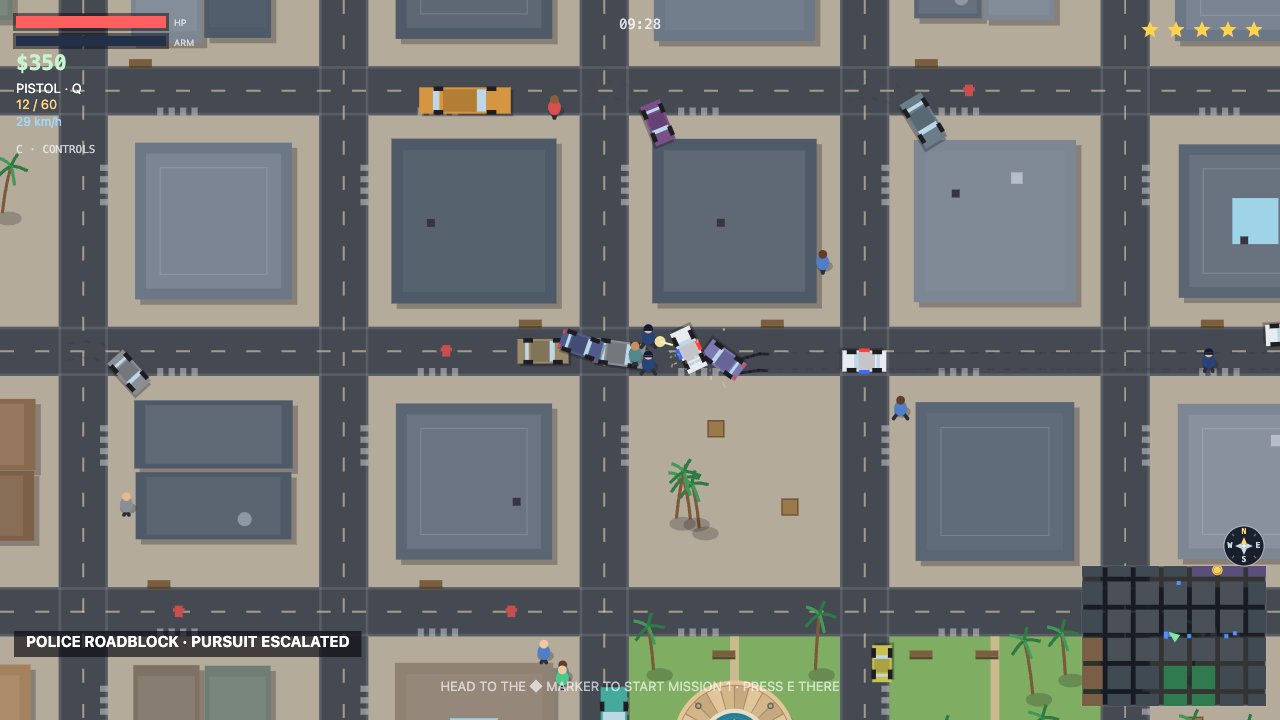 HP
ARM
$350
PISTOL · Q
12 / 60
29 km/h
C · CONTROLS
09:28
N
W E
S
POLICE ROADBLOCK · PURSUIT ESCALATED
HEAD TO THE ◆ MARKER TO START MISSION 1 · PRESS E THERE